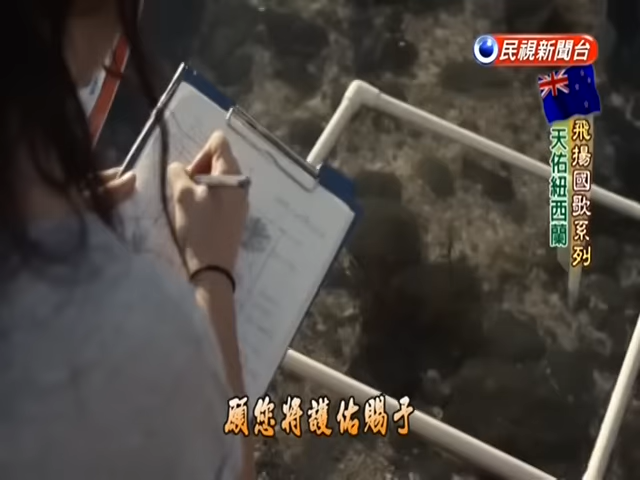 民視新聞台
飛揚國歌系列
天佑紐西蘭
願您將護佑賜予